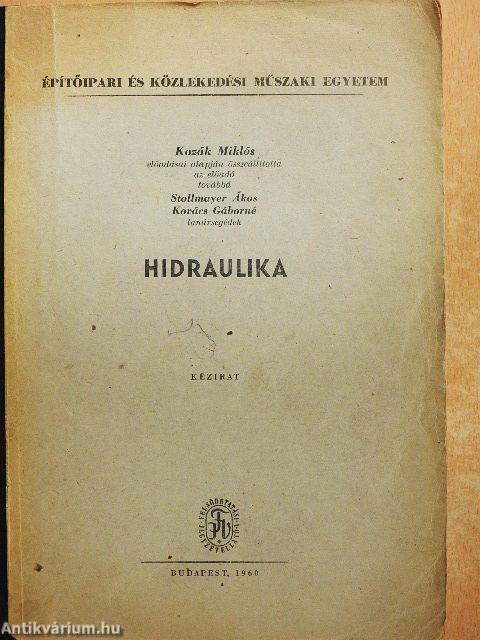 ÉPÍTŐIPARI ÉS KÖZLEKEDÉSI MŰSZAKI EGYETEM
Kozák Miklós
előadásai alapján összeállította
az előadó
továbbá
Stollmayer Ákos
Kovács Gáborné
tanársegédek
HIDRAULIKA
KÉZIRAT
FELSŐOKTATÁSI
BUDAPEST, 1960
Antikvárium.hu